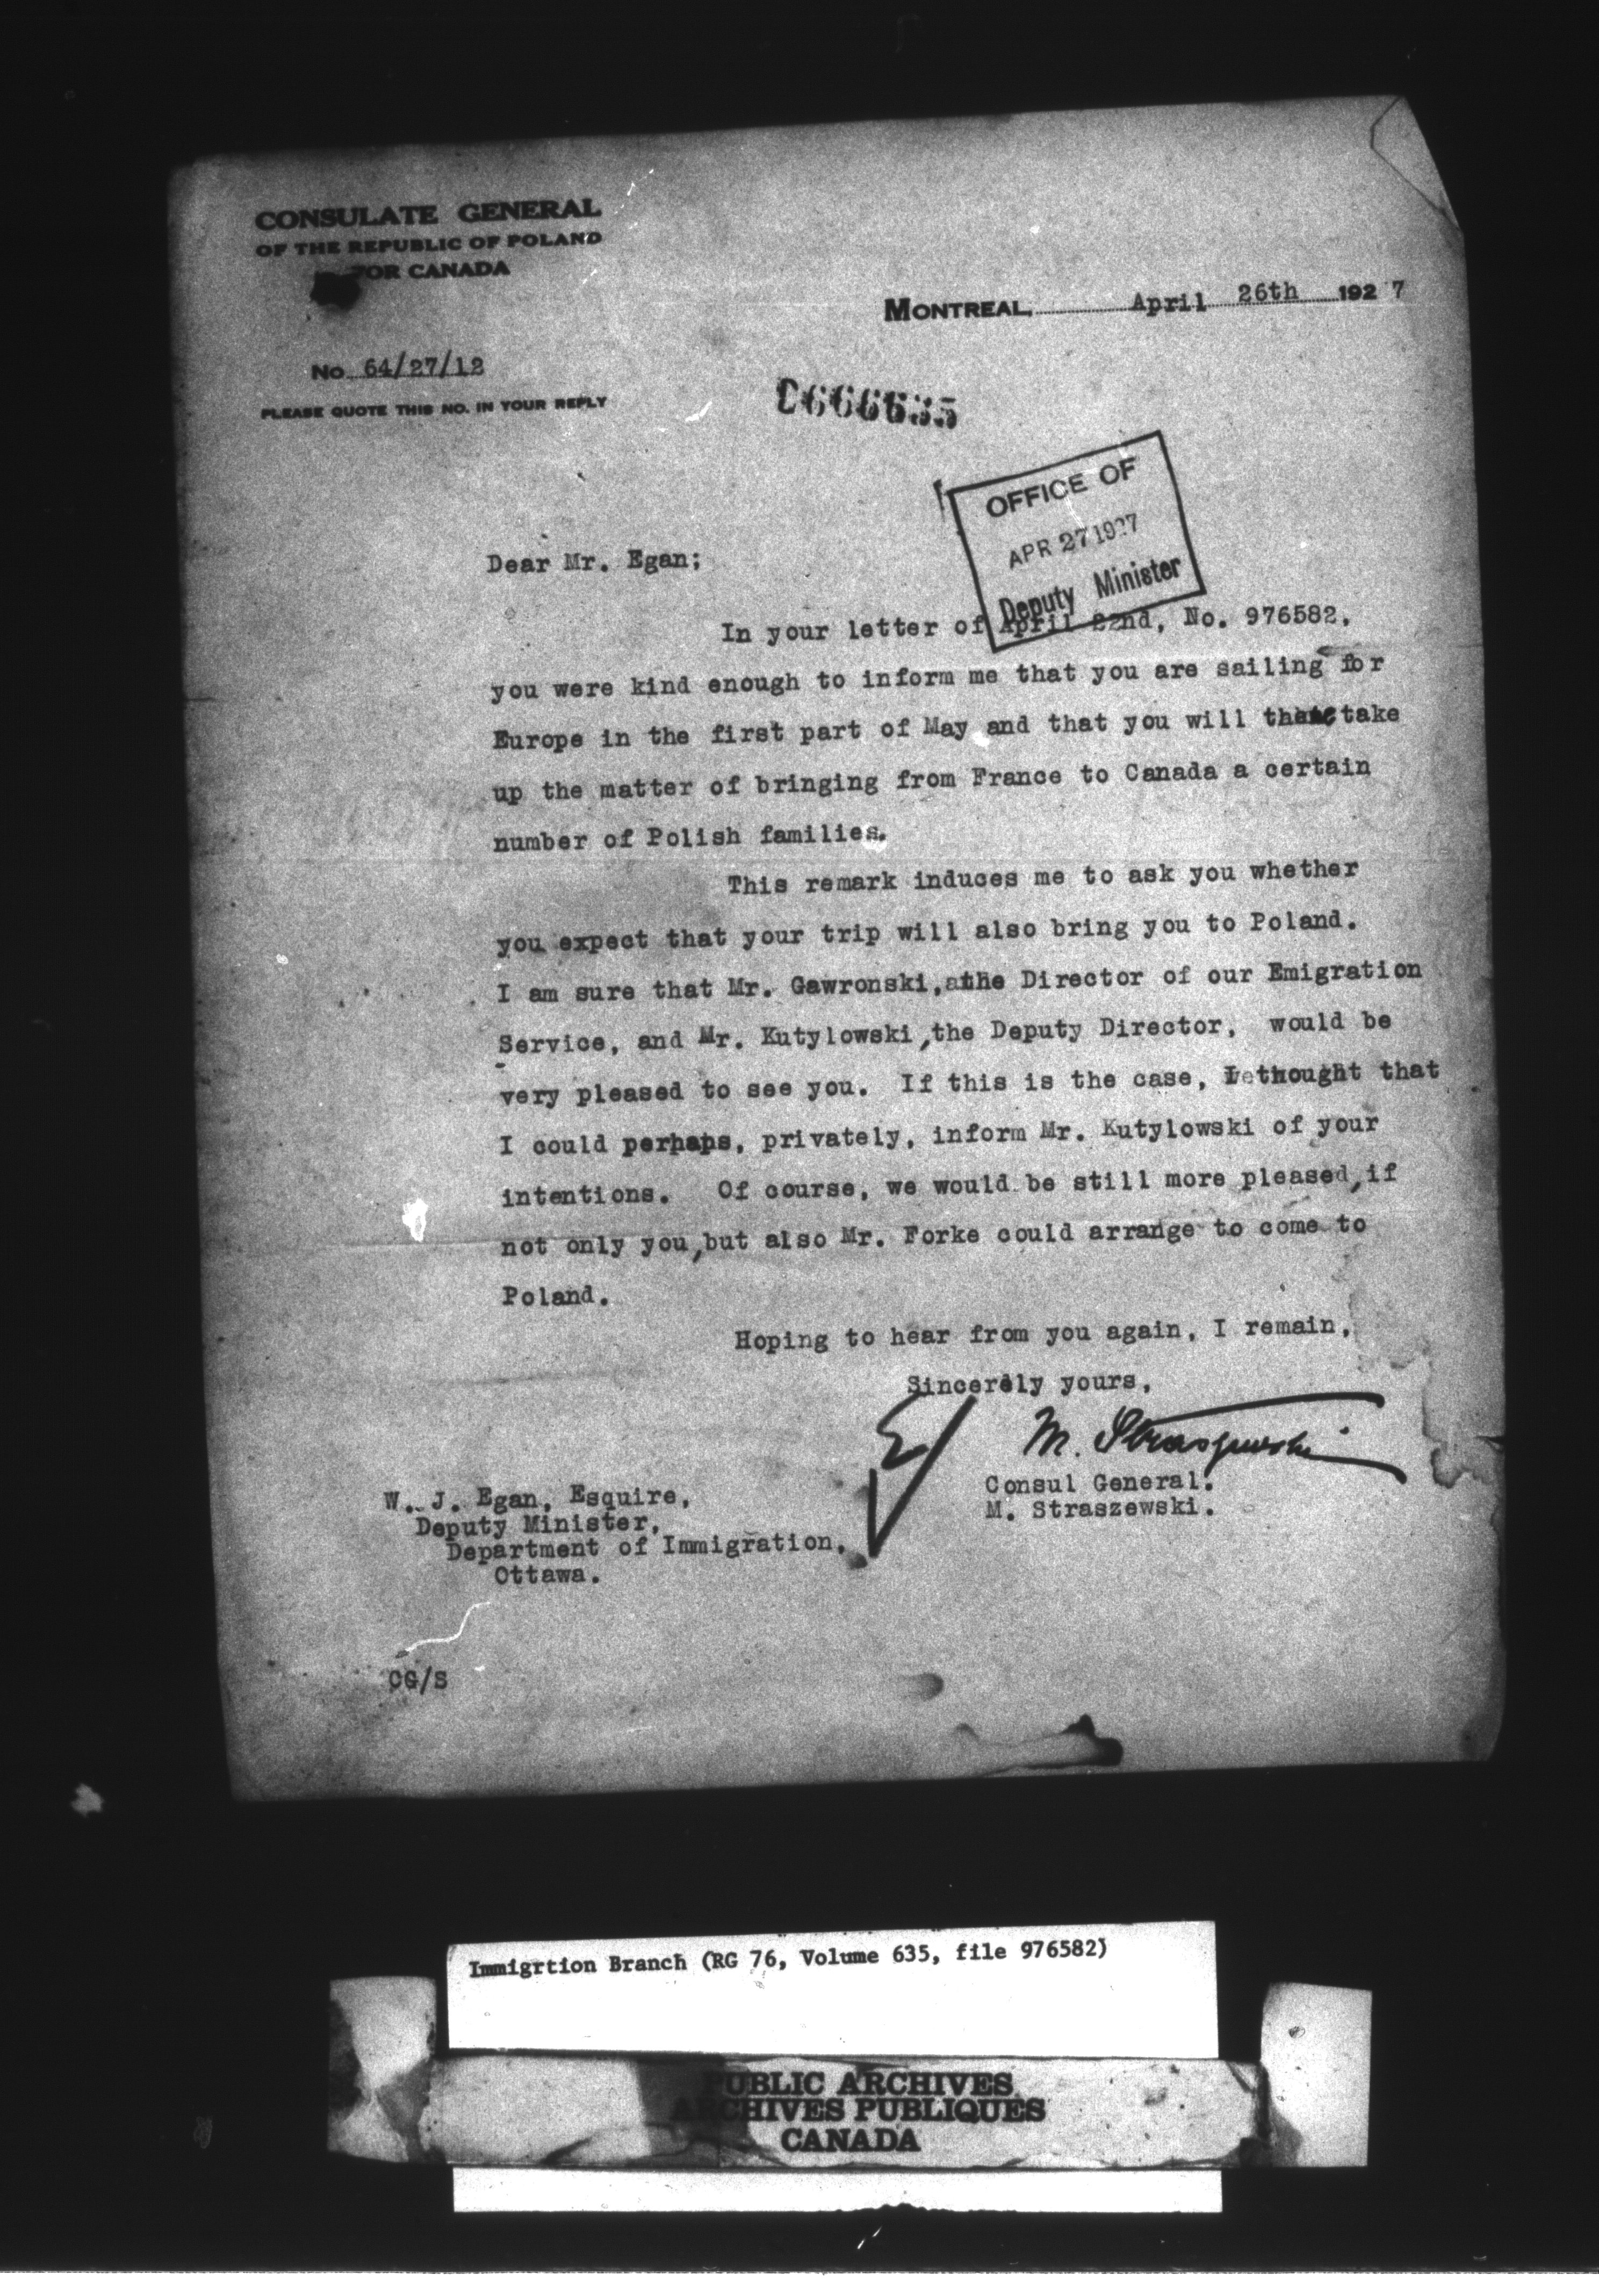 CONSULATE GENERAL
OF THE REPUBLIC OF POLAND
FOR CANADA
MONTREAL, April 26th 1927
No. 64/27/12
PLEASE QUOTE THIS NO. IN YOUR REPLY
C666635
OFFICE OF
APR 27 1927
Deputy Minister
Dear Mr. Egan;
In your letter of April 22nd, No. 976582,
you were kind enough to inform me that you are sailing for
Europe in the first part of May and that you will take
up the matter of bringing from France to Canada a certain
number of Polish families.
This remark induces me to ask you whether
you expect that your trip will also bring you to Poland.
I am sure that Mr. Gawronski, the Director of our Emigration
Service, and Mr. Kutylowski, the Deputy Director, would be
very pleased to see you. If this is the case, I thought that
I could perhaps, privately, inform Mr. Kutylowski of your
intentions. Of course, we would be still more pleased, if
not only you, but also Mr. Forke could arrange to come to
Poland.
Hoping to hear from you again, I remain,
Sincerely yours,
M. Straszewski
Consul General.
M. Straszewski.
W. J. Egan, Esquire,
Deputy Minister,
Department of Immigration,
Ottawa.
CG/S
Immigrtion Branch (RG 76, Volume 635, file 976582)
PUBLIC ARCHIVES
ARCHIVES PUBLIQUES
CANADA